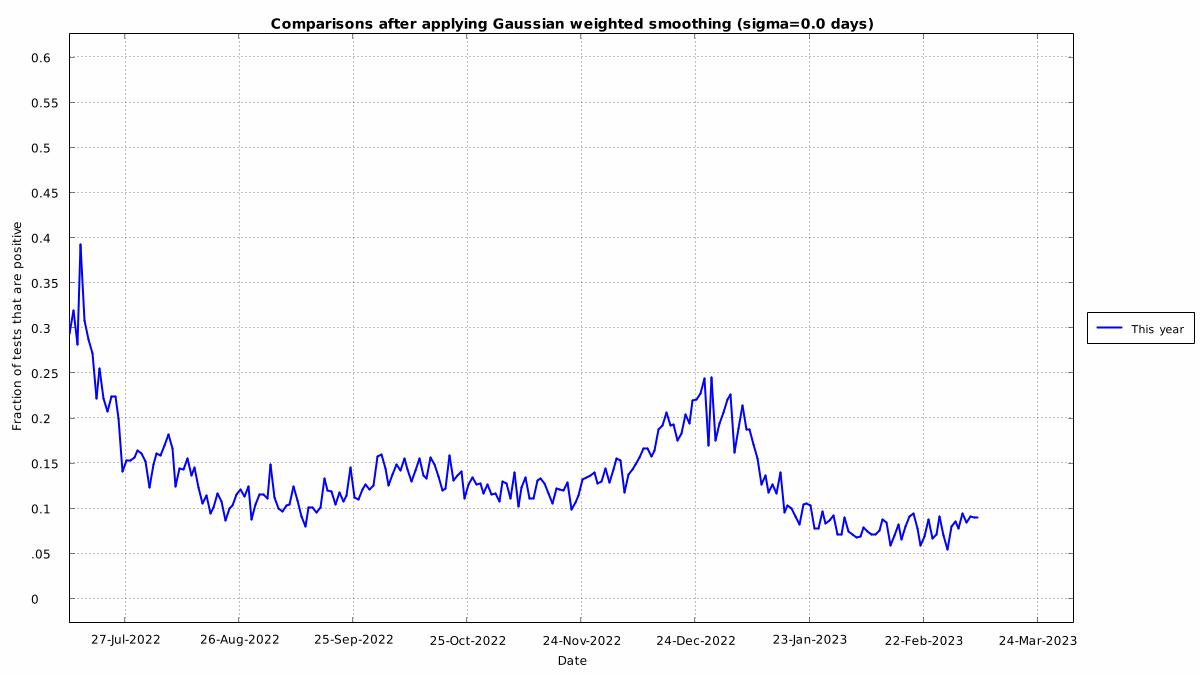 Comparisons after applying Gaussian weighted smoothing (sigma=0.0 days)
0.6
0.55
0.5
0.45
0.4
0.35
0.3
0.25
0.2
0.15
0.1
.05
0
Fraction of tests that are positive
This year
27-Jul-2022 26-Aug-2022 25-Sep-2022 25-Oct-2022 24-Nov-2022 24-Dec-2022 23-Jan-2023 22-Feb-2023 24-Mar-2023
Date